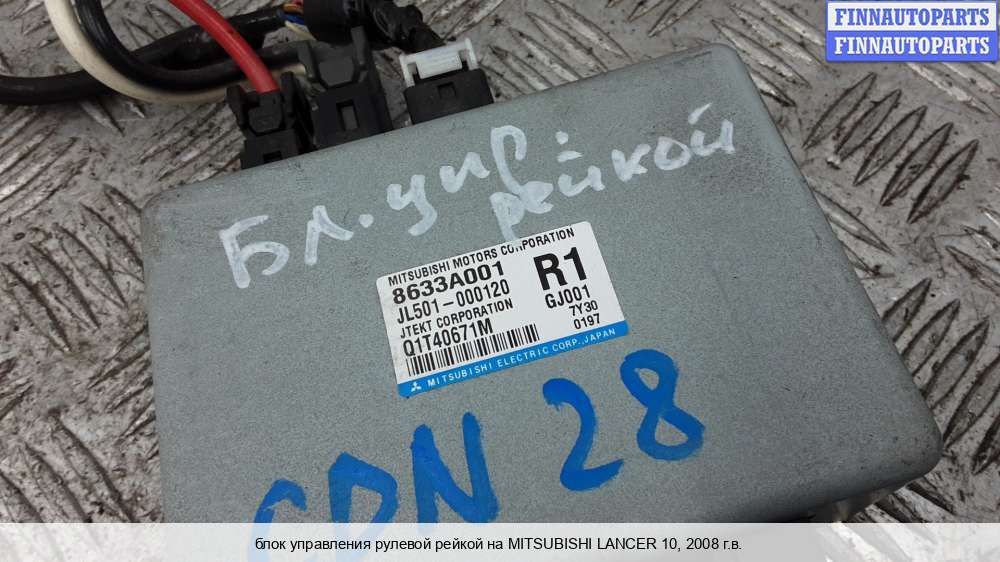 FINNAUTOPARTS
FINNAUTOPARTS
Бл. упр
рейкой
MITSUBISHI MOTORS CORPORATION
8633A001
R1
JL501-000120
GJ001
JTEKT CORPORATION
7Y30
Q1T40671M
0197
MITSUBISHI ELECTRIC CORP., JAPAN
CDN 28
блок управления рулевой рейкой на MITSUBISHI LANCER 10, 2008 г.в.